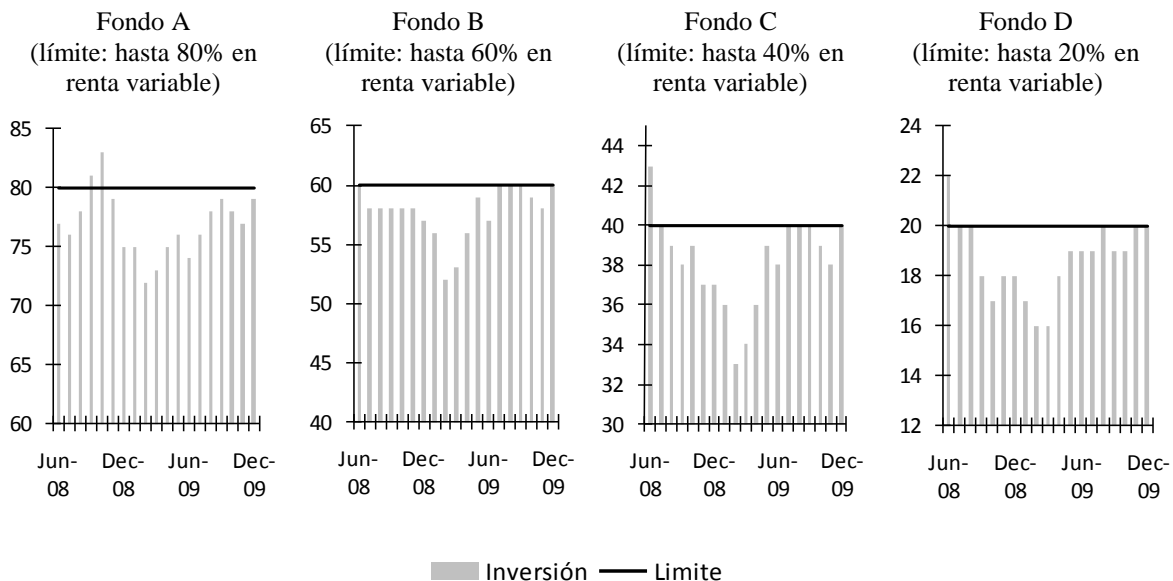 Fondo A
(límite: hasta 80% en
renta variable)
85
80
75
70
65
60
Jun-
08
Dec-
08
Jun-
09
Dec-
09
Fondo B
(límite: hasta 60% en
renta variable)
65
60
55
50
45
40
Jun-
08
Dec-
08
Jun-
09
Dec-
09
Fondo C
(límite: hasta 40% en
renta variable)
44
42
40
38
36
34
32
30
Jun-
08
Dec-
08
Jun-
09
Dec-
09
Fondo D
(límite: hasta 20% en
renta variable)
24
22
20
18
16
14
12
Jun-
08
Dec-
08
Jun-
09
Dec-
09
Inversión
Limite